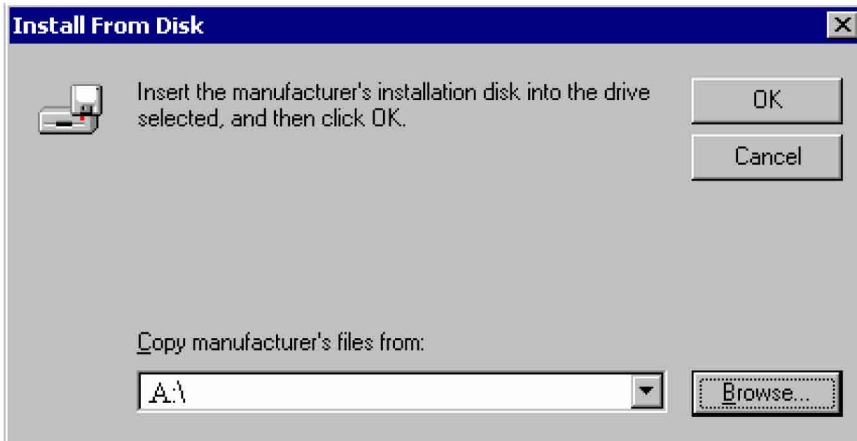 Install From Disk
Insert the manufacturer's installation disk into the drive
selected, and then click OK.
OK
Cancel
Copy manufacturer's files from:
A:\
Browse...